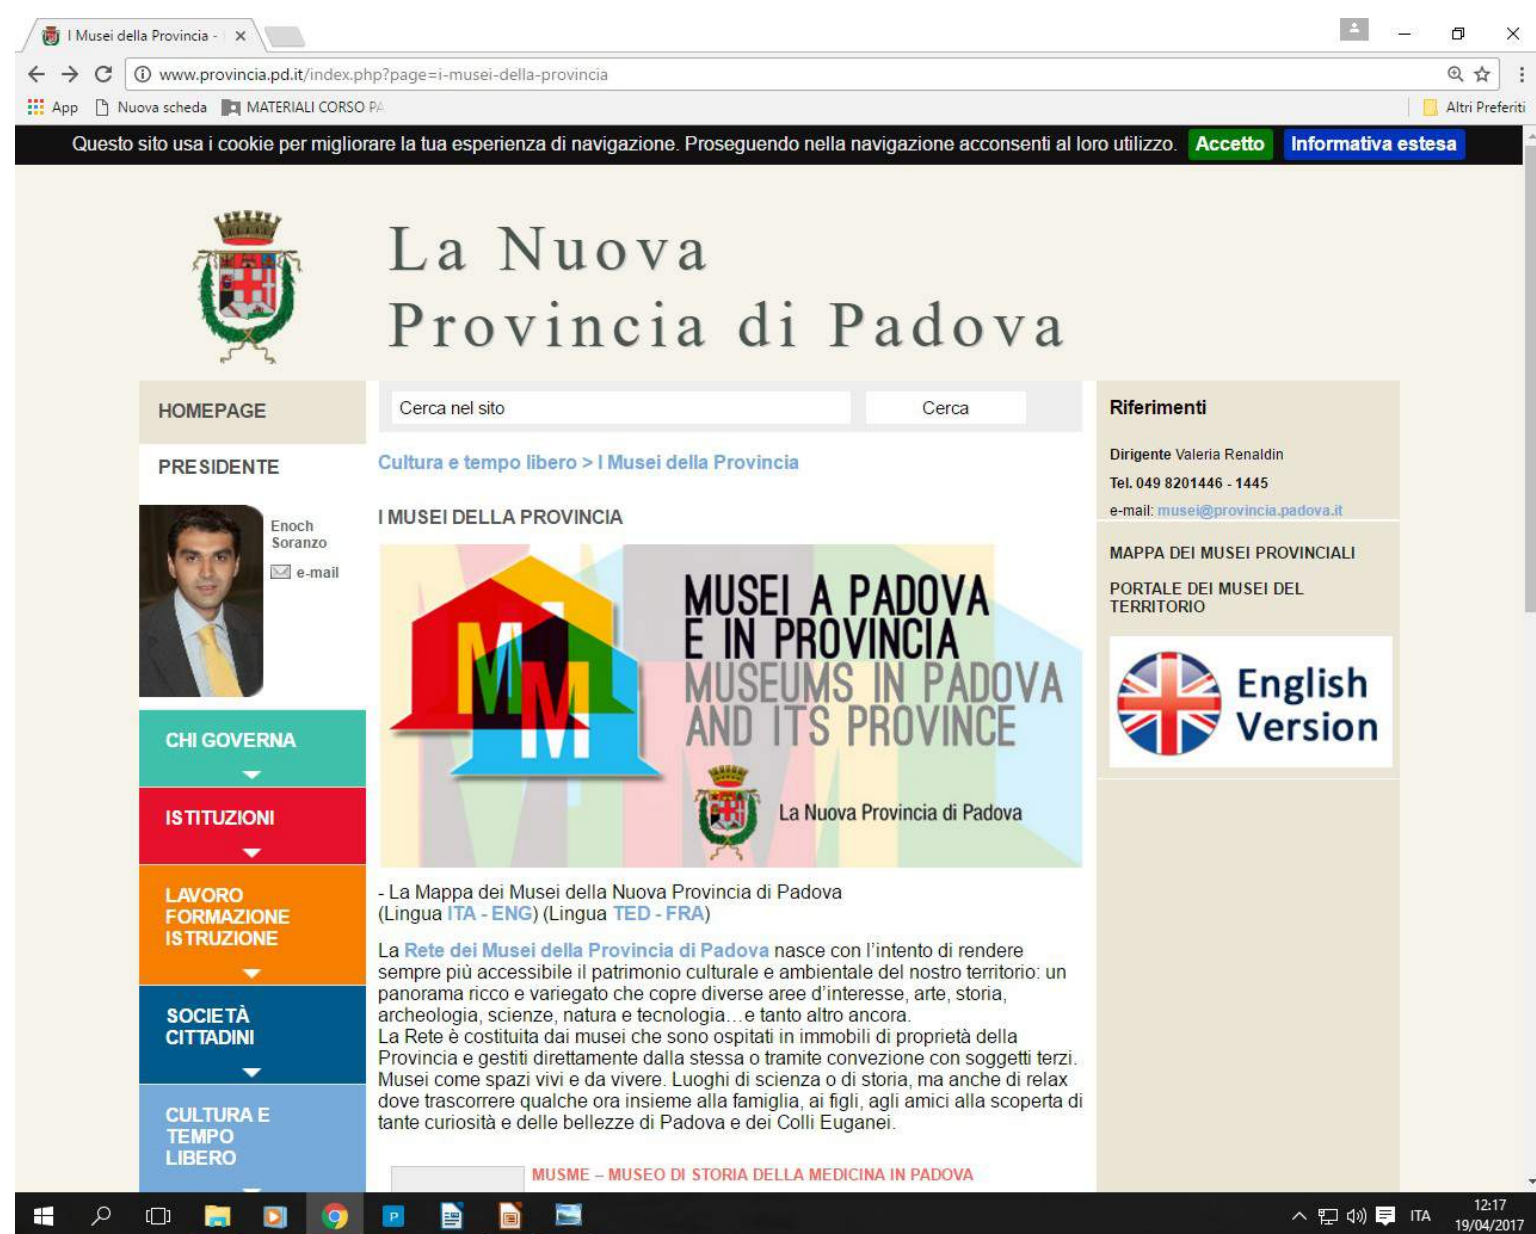 I Musei della Provincia -
www.provincia.pd.it/index.php?page=i-musei-della-provincia
App Nuova scheda MATERIALI CORSO PA Altri Preferiti
Questo sito usa i cookie per migliorare la tua esperienza di navigazione. Proseguendo nella navigazione acconsenti al loro utilizzo. Accetto Informativa estesa
La Nuova
Provincia di Padova
HOMEPAGE
PRESIDENTE
Enoch
Soranzo
e-mail
CHI GOVERNA
ISTITUZIONI
LAVORO
FORMAZIONE
ISTRUZIONE
SOCIETÀ
CITTADINI
CULTURA E
TEMPO
LIBERO
Cerca nel sito Cerca
Cultura e tempo libero > I Musei della Provincia
I MUSEI DELLA PROVINCIA
MM
MUSEI A PADOVA
E IN PROVINCIA
MUSEUMS IN PADOVA
AND ITS PROVINCE
La Nuova Provincia di Padova
- La Mappa dei Musei della Nuova Provincia di Padova
(Lingua ITA - ENG) (Lingua TED - FRA)
La Rete dei Musei della Provincia di Padova nasce con l'intento di rendere
sempre più accessibile il patrimonio culturale e ambientale del nostro territorio: un
panorama ricco e variegato che copre diverse aree d'interesse, arte, storia,
archeologia, scienze, natura e tecnologia…e tanto altro ancora.
La Rete è costituita dai musei che sono ospitati in immobili di proprietà della
Provincia e gestiti direttamente dalla stessa o tramite convezione con soggetti terzi.
Musei come spazi vivi e da vivere. Luoghi di scienza o di storia, ma anche di relax
dove trascorrere qualche ora insieme alla famiglia, ai figli, agli amici alla scoperta di
tante curiosità e delle bellezze di Padova e dei Colli Euganei.
MUSME – MUSEO DI STORIA DELLA MEDICINA IN PADOVA
Riferimenti
Dirigente Valeria Renaldin
Tel. 049 8201446 - 1445
e-mail: musei@provincia.padova.it
MAPPA DEI MUSEI PROVINCIALI
PORTALE DEI MUSEI DEL
TERRITORIO
English
Version
P
ITA
12:17
19/04/2017